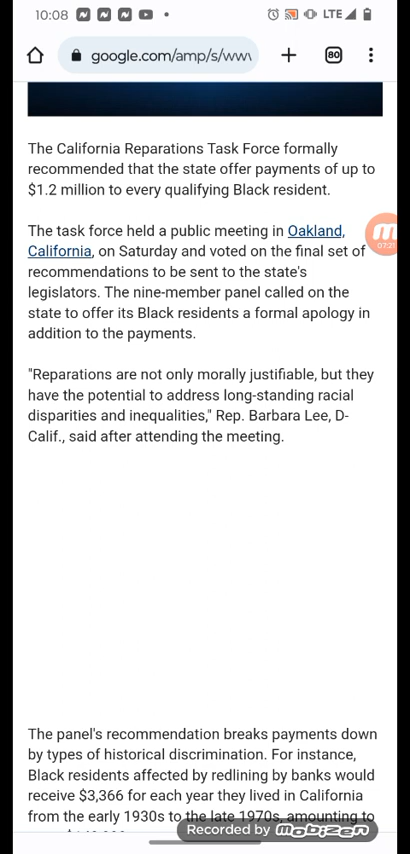 10:08
LTE
google.com/amp/s/ww
80
The California Reparations Task Force formally
recommended that the state offer payments of up to
$1.2 million to every qualifying Black resident.
The task force held a public meeting in Oakland,
California, on Saturday and voted on the final set of
07:21
recommendations to be sent to the state's
legislators. The nine-member panel called on the
state to offer its Black residents a formal apology in
addition to the payments.
"Reparations are not only morally justifiable, but they
have the potential to address long-standing racial
disparities and inequalities," Rep. Barbara Lee, D-
Calif., said after attending the meeting.
The panel's recommendation breaks payments down
by types of historical discrimination. For instance,
Black residents affected by redlining by banks would
receive $3,366 for each year they lived in California
from the early 1930s to the late 1970s, amounting to
Recorded by mobizen